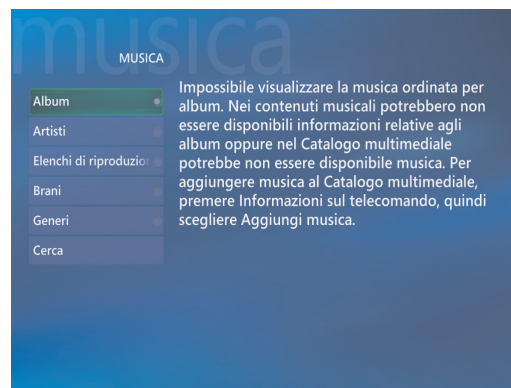 musica
MUSICA
Album
Artisti
Elenchi di riproduzior
Brani
Generi
Cerca
Impossibile visualizzare la musica ordinata per
album. Nei contenuti musicali potrebbero non
essere disponibili informazioni relative agli
album oppure nel Catalogo multimediale
potrebbe non essere disponibile musica. Per
aggiungere musica al Catalogo multimediale,
premere Informazioni sul telecomando, quindi
scegliere Aggiungi musica.